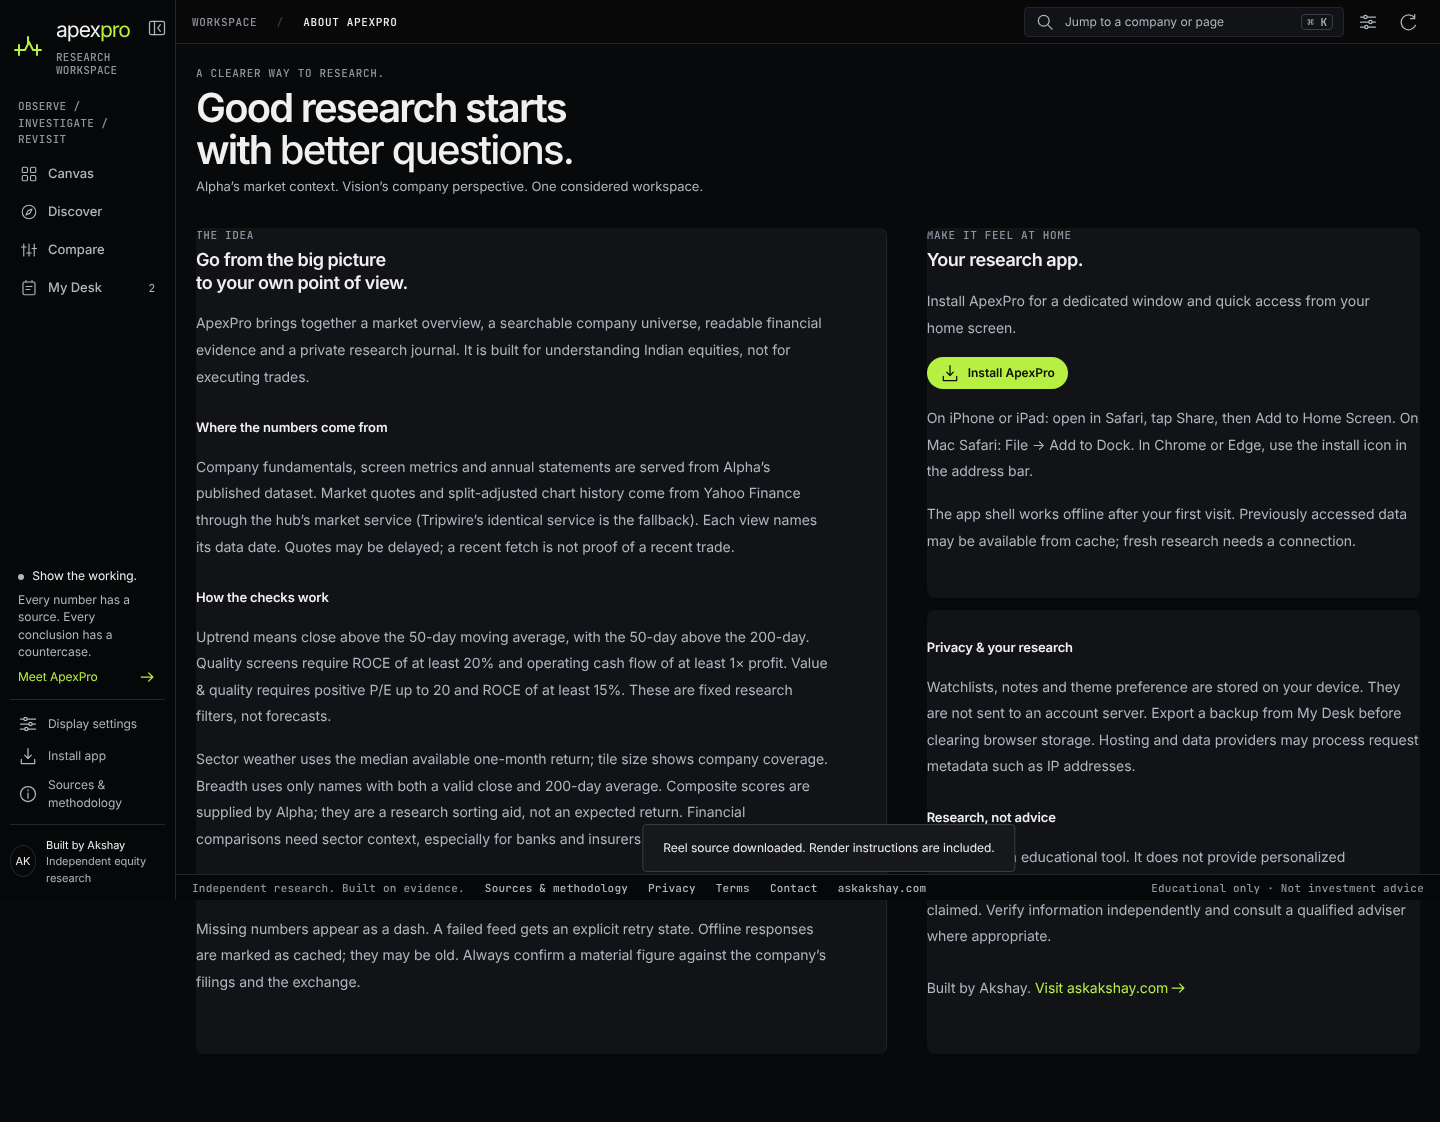 apexpro
RESEARCH
WORKSPACE
OBSERVE /
INVESTIGATE /
REVISIT
Canvas
Discover
Compare
My Desk 2
Show the working.
Every number has a
source. Every
conclusion has a
countercase.
Meet ApexPro →
Display settings
Install app
Sources &
methodology
AK
Built by Akshay
Independent equity
research
WORKSPACE / ABOUT APEXPRO
Jump to a company or page ⌘ K
A CLEARER WAY TO RESEARCH.
Good research starts
with better questions.
Alpha’s market context. Vision’s company perspective. One considered workspace.
THE IDEA
Go from the big picture
to your own point of view.
ApexPro brings together a market overview, a searchable company universe, readable financial
evidence and a private research journal. It is built for understanding Indian equities, not for
executing trades.
Where the numbers come from
Company fundamentals, screen metrics and annual statements are served from Alpha’s
published dataset. Market quotes and split-adjusted chart history come from Yahoo Finance
through the hub’s market service (Tripwire’s identical service is the fallback). Each view names
its data date. Quotes may be delayed; a recent fetch is not proof of a recent trade.
How the checks work
Uptrend means close above the 50-day moving average, with the 50-day above the 200-day.
Quality screens require ROCE of at least 20% and operating cash flow of at least 1× profit. Value
& quality requires positive P/E up to 20 and ROCE of at least 15%. These are fixed research
filters, not forecasts.
Sector weather uses the median available one-month return; tile size shows company coverage.
Breadth uses only names with both a valid close and 200-day average. Composite scores are
supplied by Alpha; they are a research sorting aid, not an expected return. Financial
comparisons need sector context, especially for banks and insurers
Missing numbers appear as a dash. A failed feed gets an explicit retry state. Offline responses
are marked as cached; they may be old. Always confirm a material figure against the company’s
filings and the exchange.
MAKE IT FEEL AT HOME
Your research app.
Install ApexPro for a dedicated window and quick access from your
home screen.
Install ApexPro
On iPhone or iPad: open in Safari, tap Share, then Add to Home Screen. On
Mac Safari: File → Add to Dock. In Chrome or Edge, use the install icon in
the address bar.
The app shell works offline after your first visit. Previously accessed data
may be available from cache; fresh research needs a connection.
Privacy & your research
Watchlists, notes and theme preference are stored on your device. They
are not sent to an account server. Export a backup from My Desk before
clearing browser storage. Hosting and data providers may process request
metadata such as IP addresses.
Research, not advice
educational tool. It does not provide personalized
claimed. Verify information independently and consult a qualified adviser
where appropriate.
Built by Akshay. Visit askakshay.com →
Reel source downloaded. Render instructions are included.
Independent research. Built on evidence. Sources & methodology Privacy Terms Contact askakshay.com Educational only · Not investment advice